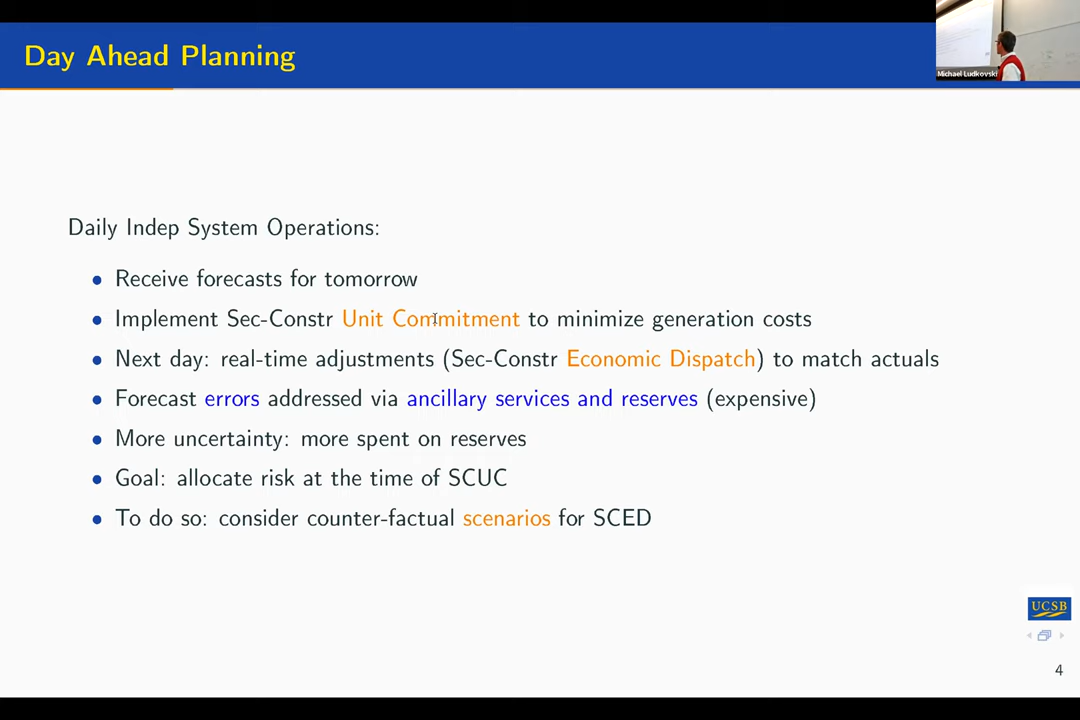 Day Ahead Planning
Michael Ludkovski
Daily Indep System Operations:
• Receive forecasts for tomorrow
• Implement Sec-Constr Unit Commitment to minimize generation costs
• Next day: real-time adjustments (Sec-Constr Economic Dispatch) to match actuals
• Forecast errors addressed via ancillary services and reserves (expensive)
• More uncertainty: more spent on reserves
• Goal: allocate risk at the time of SCUC
• To do so: consider counter-factual scenarios for SCED
UCSB
4